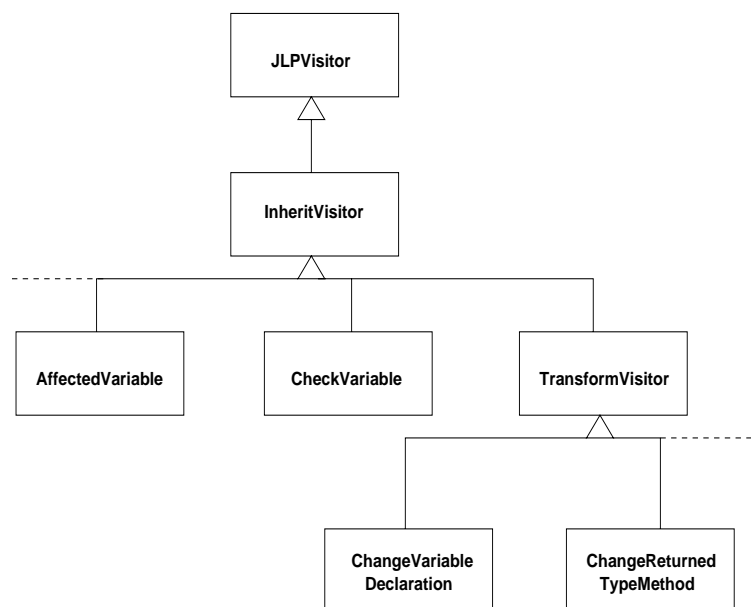 JLPVisitor
InheritVisitor
AffectedVariable
CheckVariable
TransformVisitor
ChangeVariable
Declaration
ChangeReturned
TypeMethod